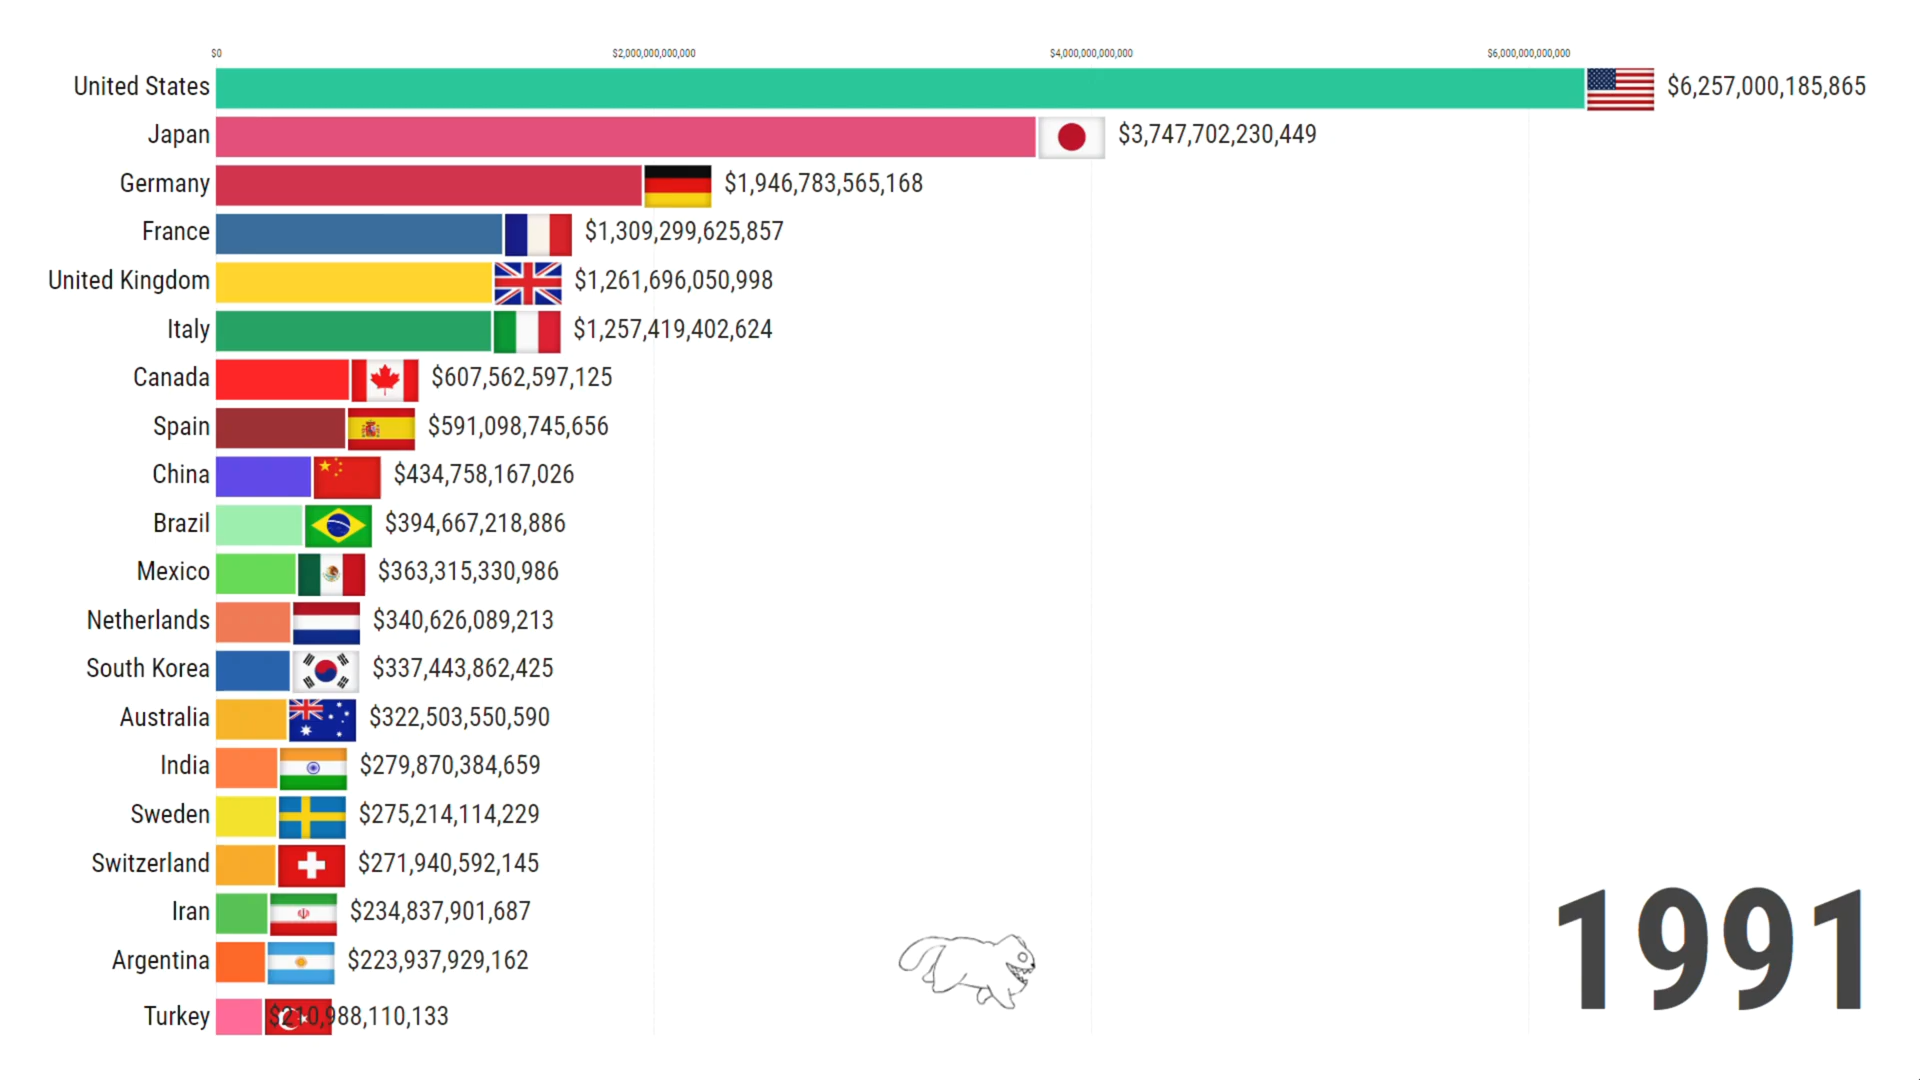 $0 $2,000,000,000,000 $4,000,000,000,000 $6,000,000,000,000
United States $6,257,000,185,865
Japan $3,747,702,230,449
Germany $1,946,783,565,168
France $1,309,299,625,857
United Kingdom $1,261,696,050,998
Italy $1,257,419,402,624
Canada $607,562,597,125
Spain $591,098,745,656
China $434,758,167,026
Brazil $394,667,218,886
Mexico $363,315,330,986
Netherlands $340,626,089,213
South Korea $337,443,862,425
Australia $322,503,550,590
India $279,870,384,659
Sweden $275,214,114,229
Switzerland $271,940,592,145
Iran $234,837,901,687
Argentina $223,937,929,162
Turkey $210,988,110,133
1991